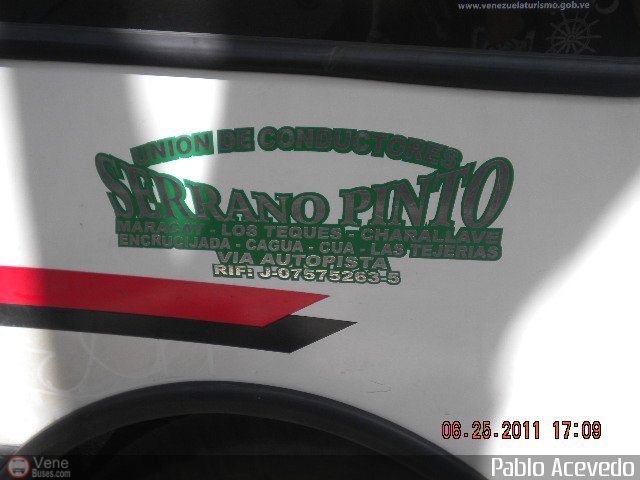 www.venezuelaturismo.gob.ve
UNION DE CONDUCTORES
SERRANO PINTO
MARACAY - LOS TEQUES - CHARALLAVE
ENCRUCIJADA - CAGUA - CUA - LAS TEJERIAS
VIA AUTOPISTA
RIF: J-07575263-5
06.25.2011 17:09
Vene
Buses.com
Pablo Acevedo